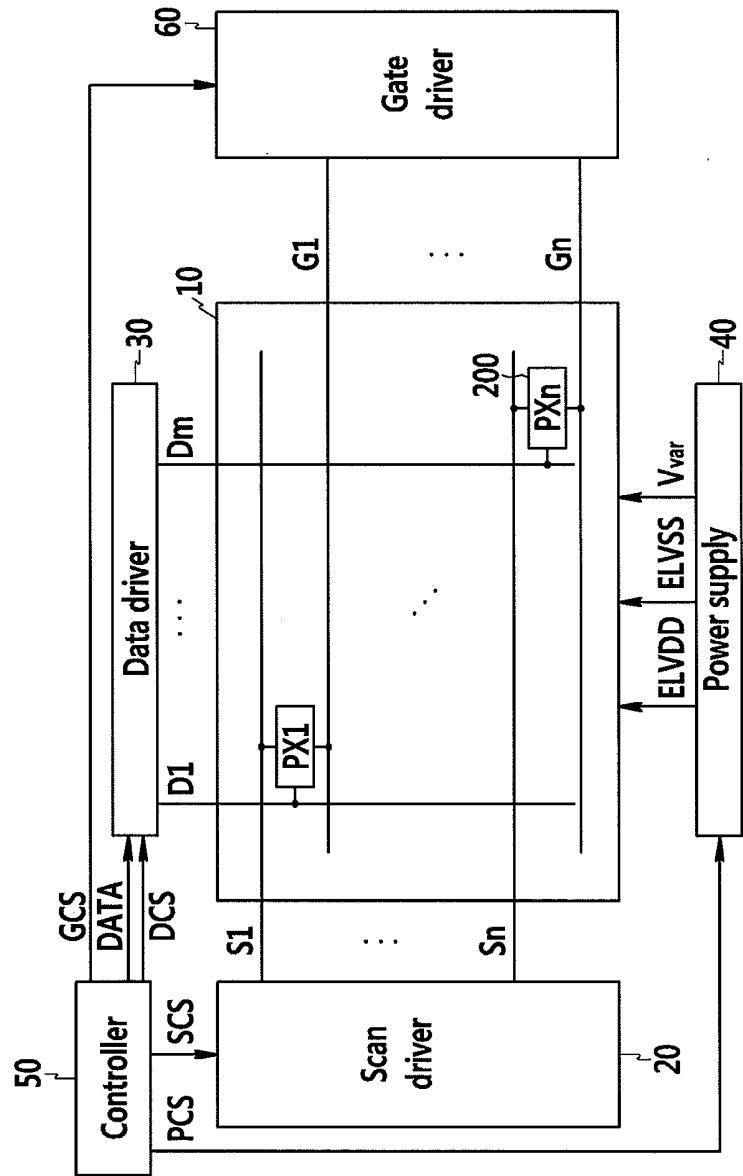 50
Controller
GCS
DATA
DCS
SCS
PCS
30
Data driver
D1
. . .
Dm
60
Gate
driver
10
S1
. . .
Sn
Scan
driver
20
PX1
. . .
200
PXn
G1
. . .
Gn
ELVDD
ELVSS
Vvar
Power supply
40